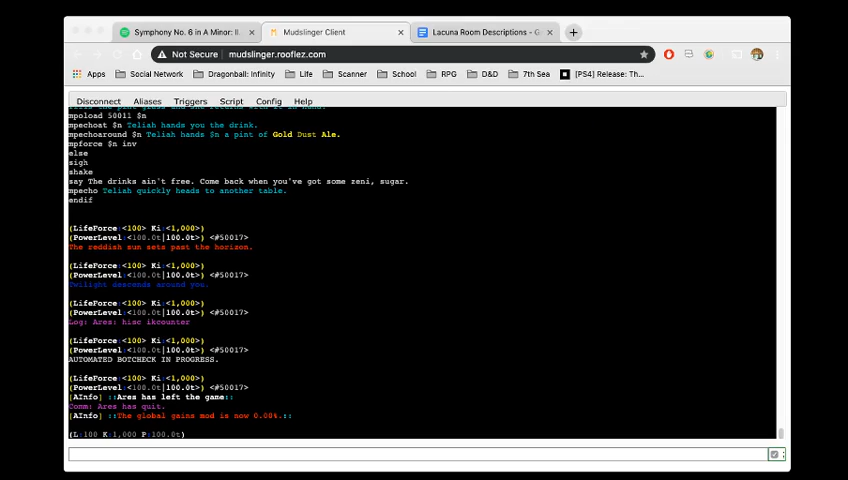 Symphony No. 6 in A Minor: II.
Mudslinger Client
Lacuna Room Descriptions - G
Not Secure
mudslinger.rooflez.com
Apps
Social Network
Dragonball: Infinity
Life
Scanner
School
RPG
D&D
7th Sea
[PS4] Release: Th...
Disconnect
Aliases
Triggers
Script
Config
Help
mpoload 50011 $n
mpechoat $n Teliah hands you the drink.
mpechoaround $n Teliah hands $n a pint of Gold Dust Ale.
mpforce $n inv
else
sigh
shake
say The drinks ain't free. Come back when you've got some zeni, sugar.
mpecho Teliah quickly heads to another table.
endif
(LifeForce:<100> Ki:<1,000>)
(PowerLevel:<100.0t|100.0t>) <#50017>
The reddish sun sets past the horizon.
(LifeForce:<100> Ki:<1,000>)
(PowerLevel:<100.0t|100.0t>) <#50017>
Twilight descends around you.
(LifeForce:<100> Ki:<1,000>)
(PowerLevel:<100.0t|100.0t>) <#50017>
Log: Ares: hisc ikcounter
(LifeForce:<100> Ki:<1,000>)
(PowerLevel:<100.0t|100.0t>) <#50017>
AUTOMATED BOTCHECK IN PROGRESS.
(LifeForce:<100> Ki:<1,000>)
(PowerLevel:<100.0t|100.0t>) <#50017>
[AInfo] ::Ares has left the game::
Comm: Ares has quit.
[AInfo] ::The global gains mod is now 0.00%.::
(L:100 K:1,000 P:100.0t)